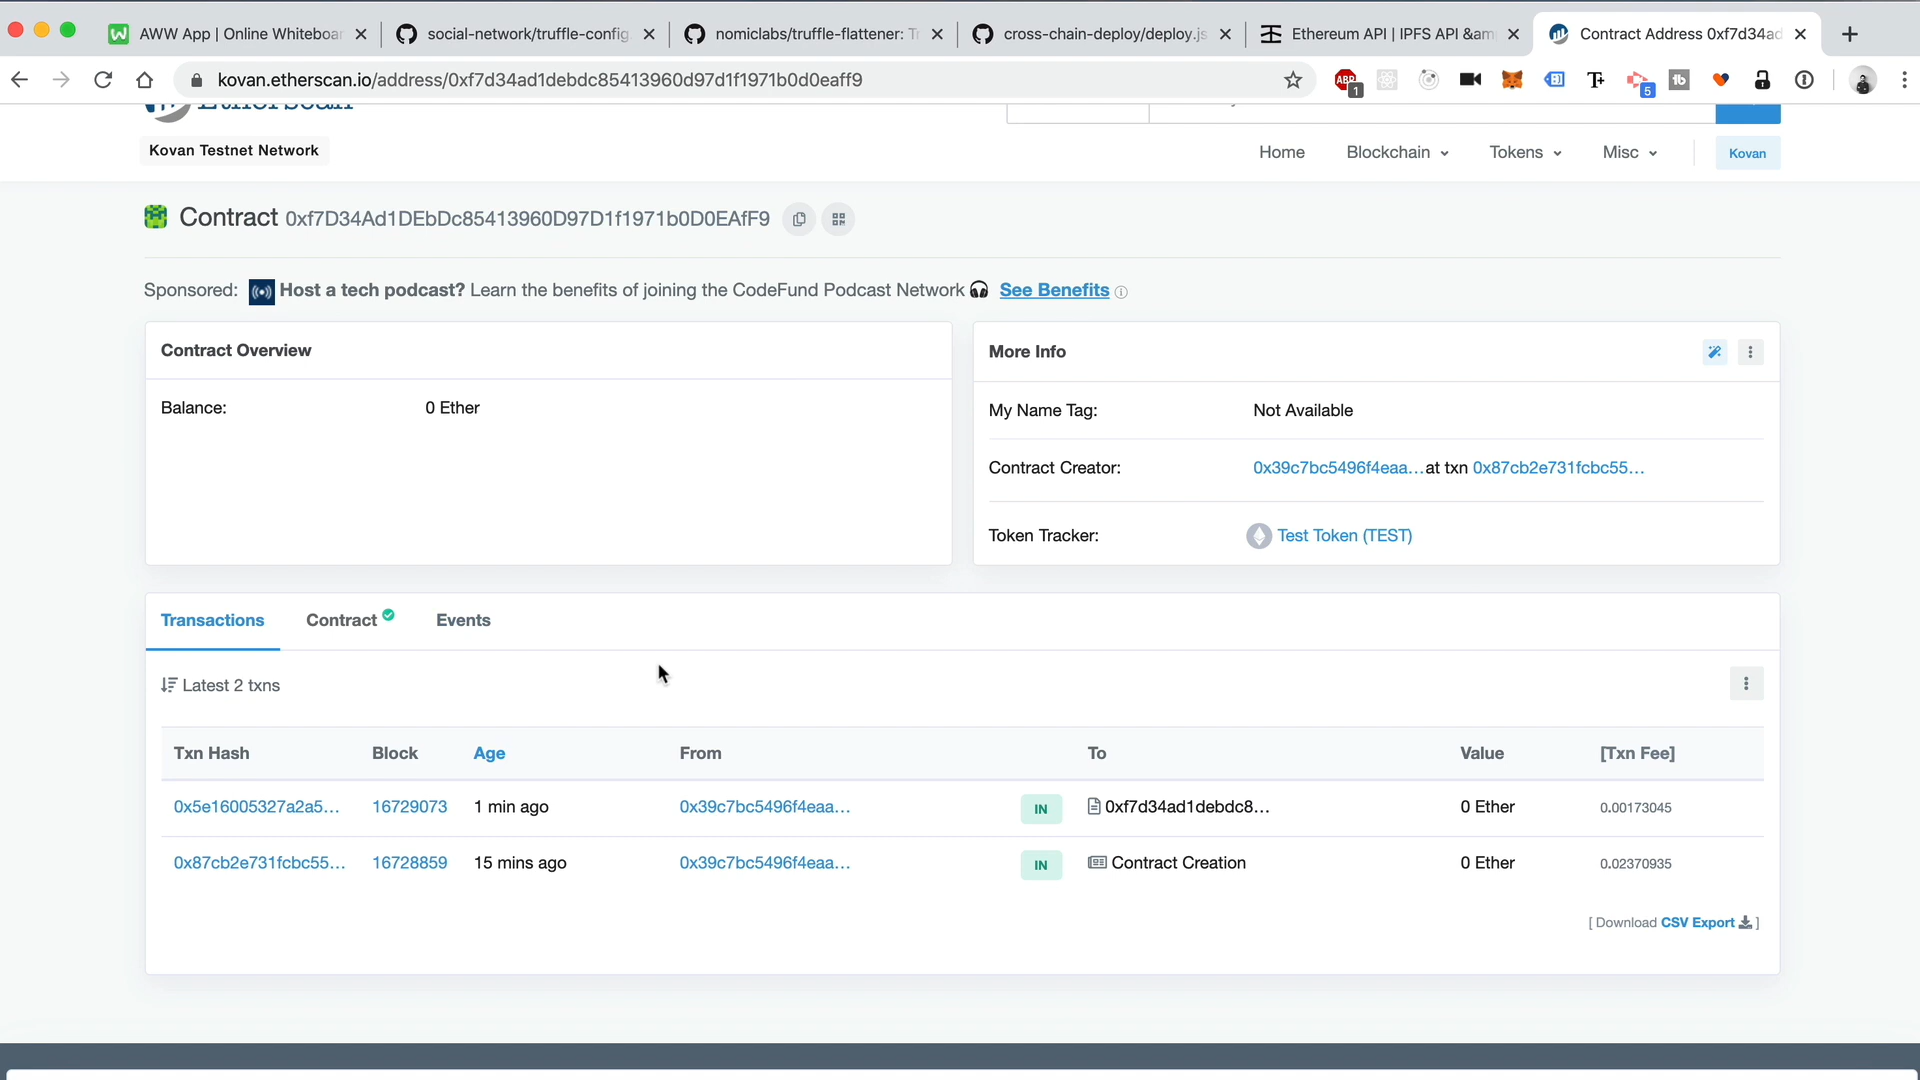 AWW App | Online Whiteboar
social-network/truffle-config.
nomiclabs/truffle-flattener: Tr
cross-chain-deploy/deploy.js
Ethereum API | IPFS API &am
Contract Address 0xf7d34ad
kovan.etherscan.io/address/0xf7d34ad1debdc85413960d97d1f1971b0d0eaff9
ABP 1
5
Etherscan
Kovan Testnet Network
Home
Blockchain
Tokens
Misc
Kovan
Contract 0xf7D34Ad1DEbDc85413960D97D1f1971b0D0EAfF9
Sponsored: Host a tech podcast? Learn the benefits of joining the CodeFund Podcast Network See Benefits
Contract Overview
Balance: 0 Ether
More Info
My Name Tag: Not Available
Contract Creator: 0x39c7bc5496f4eaa... at txn 0x87cb2e731fcbc55...
Token Tracker: Test Token (TEST)
Transactions Contract Events
Latest 2 txns
Txn Hash Block Age From To Value [Txn Fee]
0x5e16005327a2a5... 16729073 1 min ago 0x39c7bc5496f4eaa... IN 0xf7d34ad1debdc8... 0 Ether 0.00173045
0x87cb2e731fcbc55... 16728859 15 mins ago 0x39c7bc5496f4eaa... IN Contract Creation 0 Ether 0.02370935
[ Download CSV Export ]